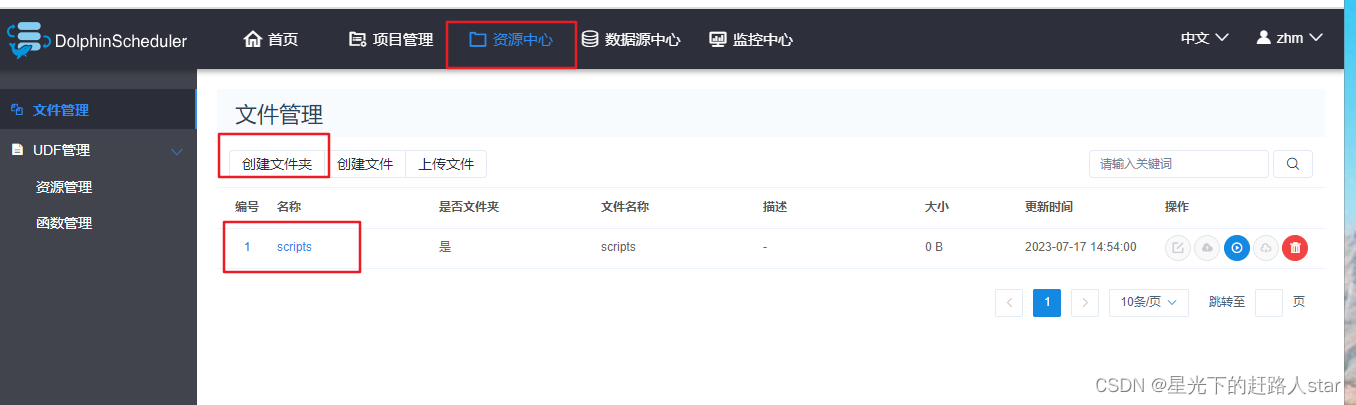 DolphinScheduler 首页 项目管理 资源中心 数据源中心 监控中心 中文 zhm
文件管理
UDF管理
资源管理
函数管理
文件管理
创建文件夹 创建文件 上传文件 请输入关键词
编号 名称 是否文件夹 文件名称 描述 大小 更新时间 操作
1 scripts 是 scripts - 0 B 2023-07-17 14:54:00
1 10条/页 跳转至 页
CSDN @星光下的赶路人star